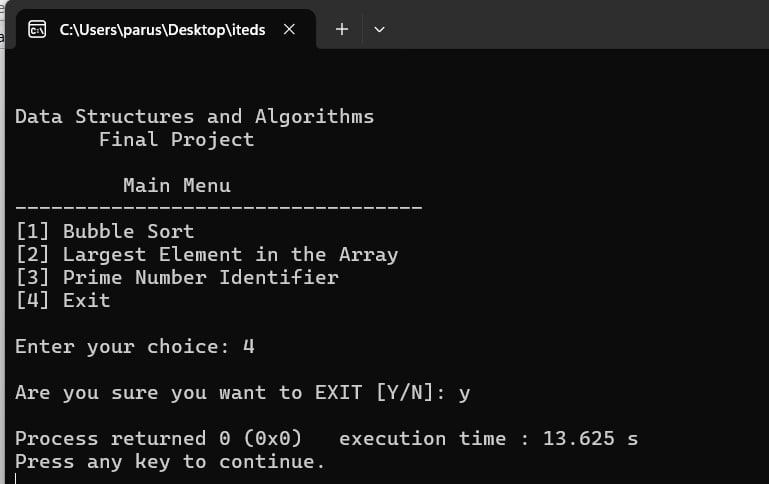 C:\Users\parus\Desktop\iteds
Data Structures and Algorithms
Final Project
Main Menu
----------------------------------
[1] Bubble Sort
[2] Largest Element in the Array
[3] Prime Number Identifier
[4] Exit
Enter your choice: 4
Are you sure you want to EXIT [Y/N]: y
Process returned 0 (0x0)   execution time : 13.625 s
Press any key to continue.